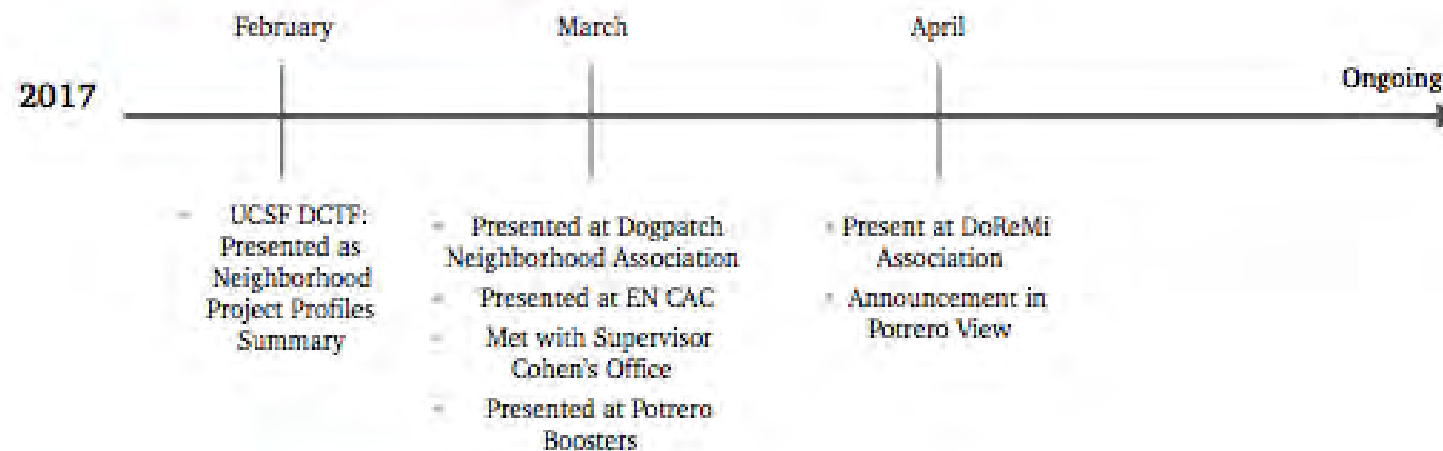 February
March
April
2017
Ongoing
- UCSF DCTF:
Presented as
Neighborhood
Project Profiles
Summary
- Presented at Dogpatch
Neighborhood Association
- Presented at EN CAC
- Met with Supervisor
Cohen's Office
- Presented at Potrero
Boosters
• Present at DoReMi
Association
• Announcement in
Potrero View